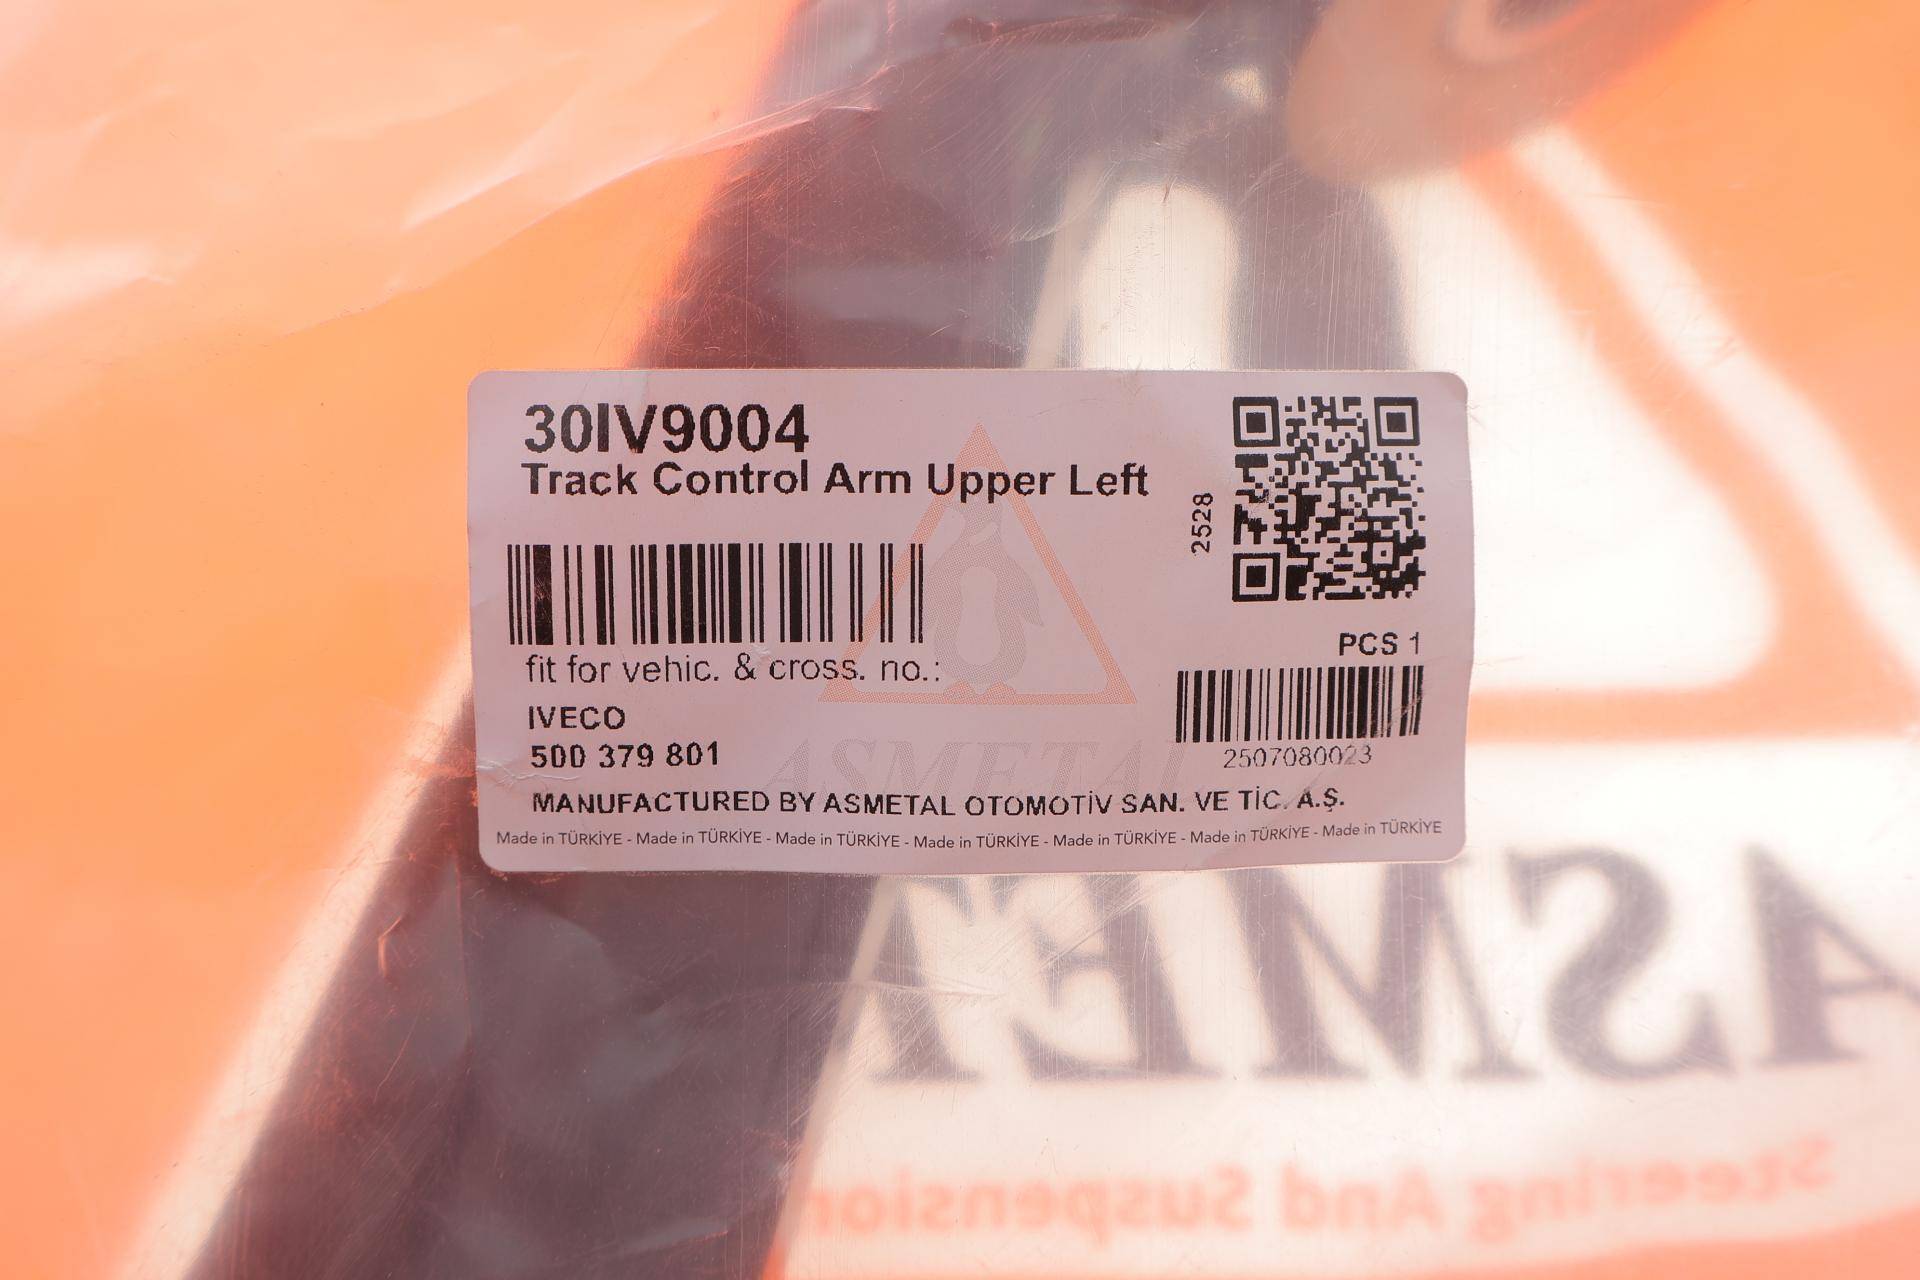 30IV9004
Track Control Arm Upper Left
2528
fit for vehic. & cross. no.:
PCS 1
IVECO
500 379 801
2507080023
ASMETAL
MANUFACTURED BY ASMETAL OTOMOTİV SAN. VE TİC. A.Ş.
Made in TÜRKİYE - Made in TÜRKİYE - Made in TÜRKİYE - Made in TÜRKİYE - Made in TÜRKİYE - Made in TÜRKİYE - Made in TÜRKİYE
ASMET
Steering And Suspension